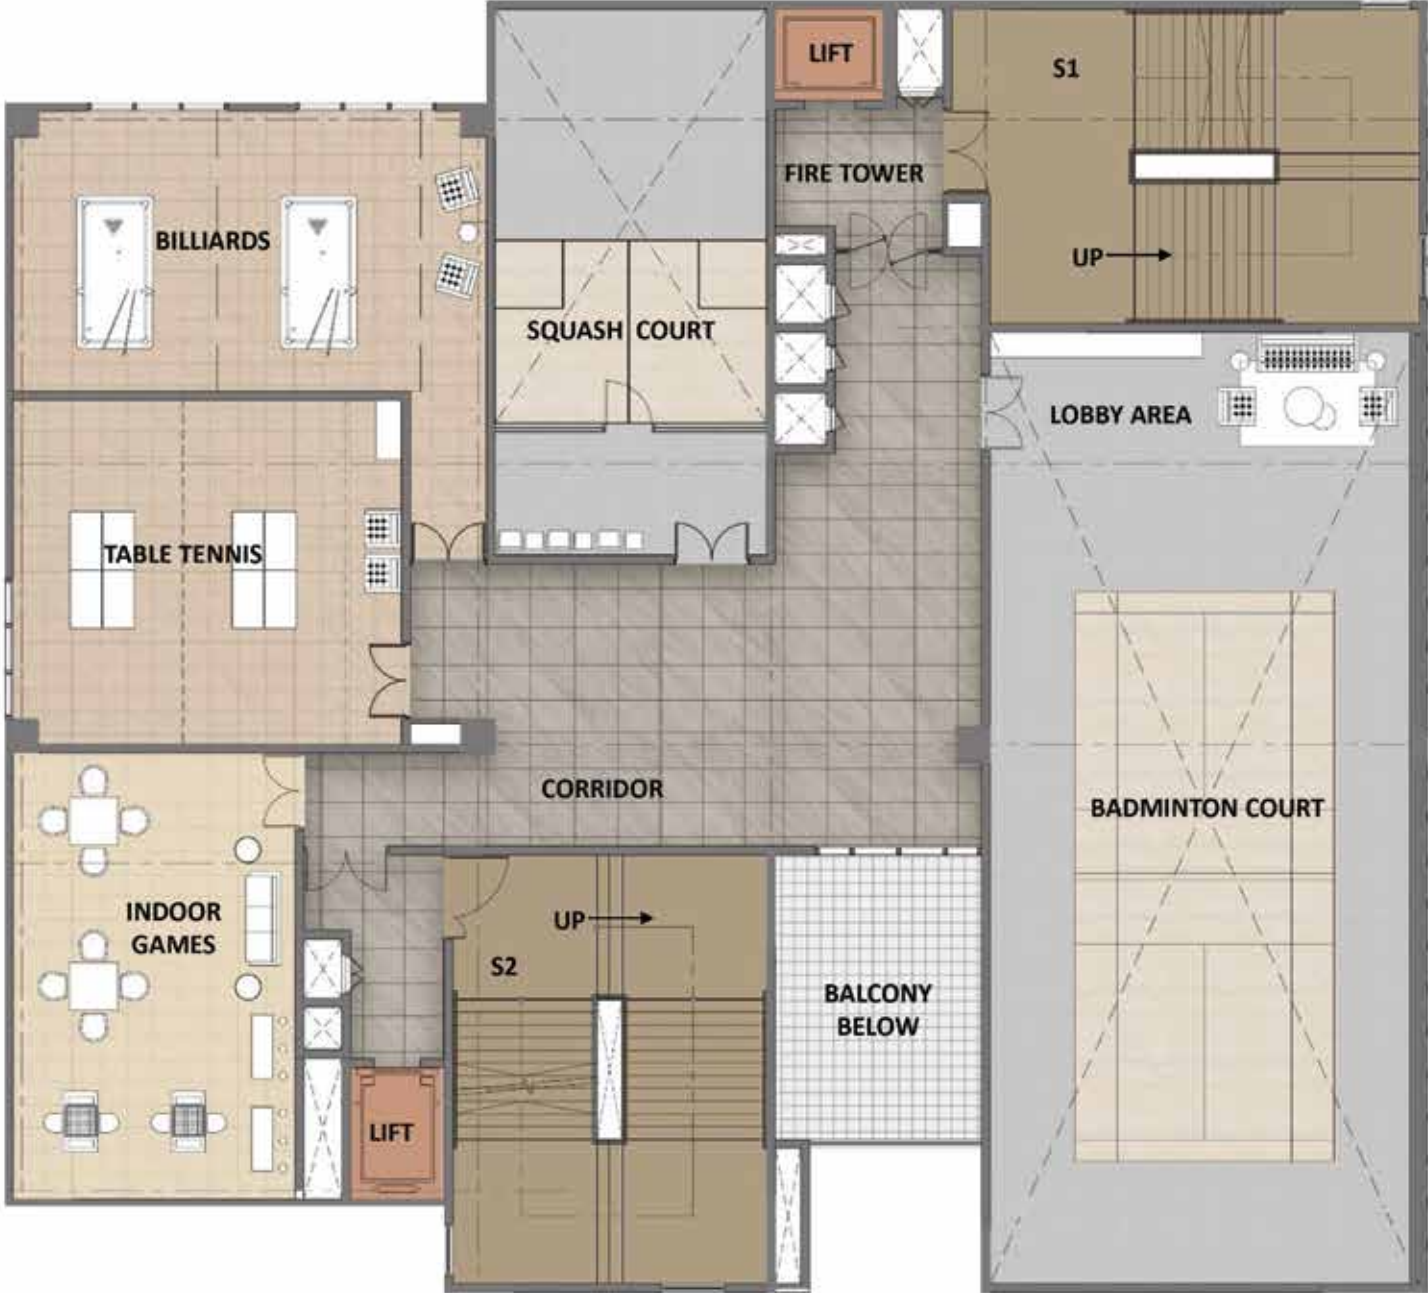 LIFT
S1
FIRE TOWER
BILLIARDS
UP
SQUASH COURT
LOBBY AREA
TABLE TENNIS
CORRIDOR
BADMINTON COURT
INDOOR
GAMES
UP
S2
BALCONY
BELOW
LIFT